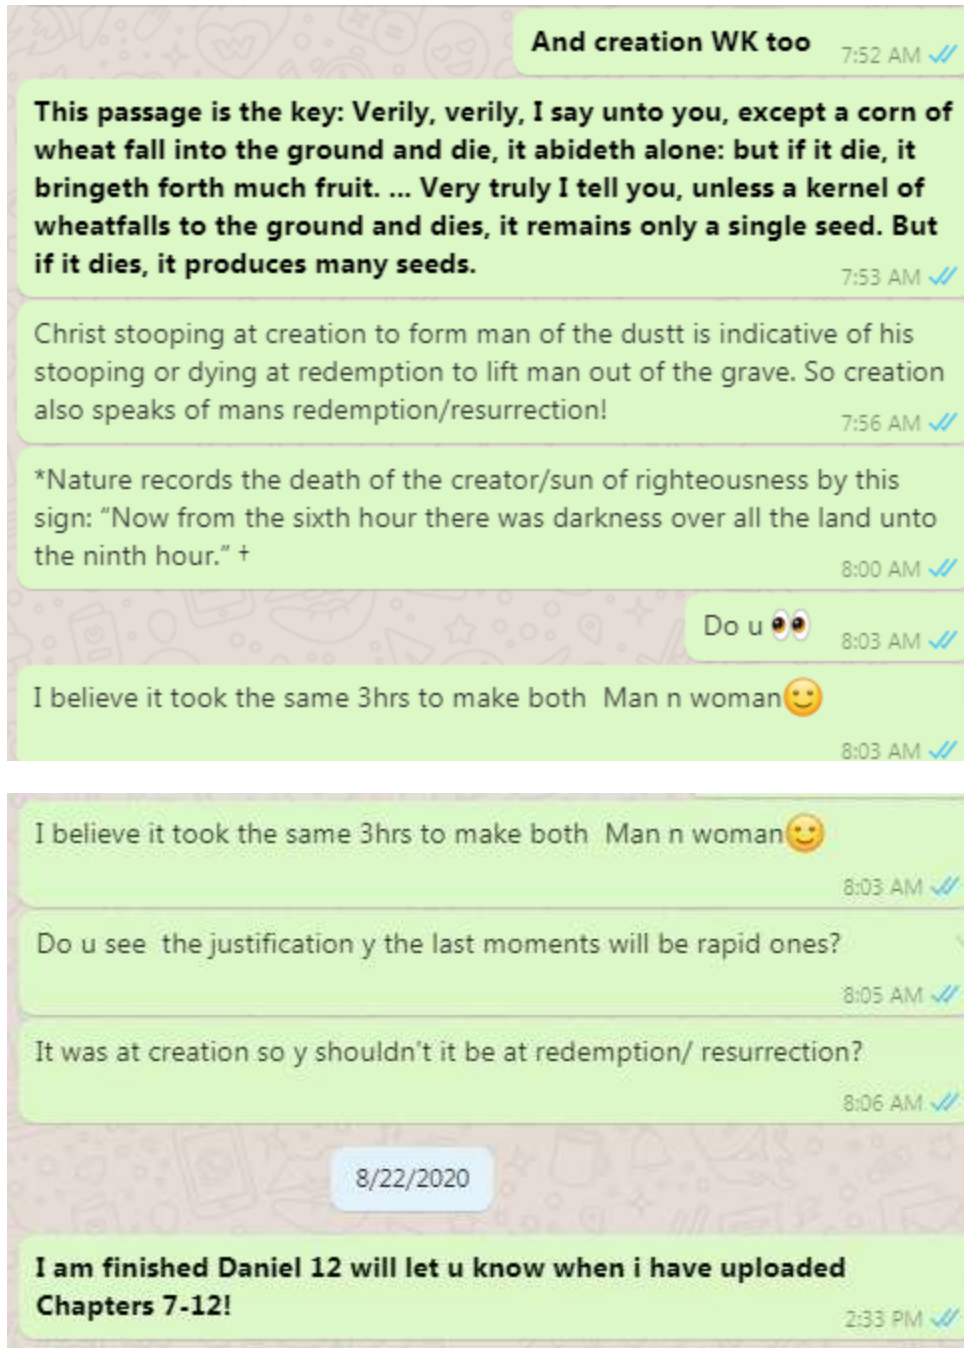 And creation WK too
7:52 AM
This passage is the key: Verily, verily, I say unto you, except a corn of
wheat fall into the ground and die, it abideth alone: but if it die, it
bringeth forth much fruit. ... Very truly I tell you, unless a kernel of
wheatfalls to the ground and dies, it remains only a single seed. But
if it dies, it produces many seeds.
7:53 AM
Christ stooping at creation to form man of the dustt is indicative of his
stooping or dying at redemption to lift man out of the grave. So creation
also speaks of mans redemption/resurrection!
7:56 AM
*Nature records the death of the creator/sun of righteousness by this
sign: “Now from the sixth hour there was darkness over all the land unto
the ninth hour.” †
8:00 AM
Do u 👀
8:03 AM
I believe it took the same 3hrs to make both  Man n woman🙂
8:03 AM
I believe it took the same 3hrs to make both  Man n woman🙂
8:03 AM
Do u see  the justification y the last moments will be rapid ones?
8:05 AM
It was at creation so y shouldn't it be at redemption/ resurrection?
8:06 AM
8/22/2020
I am finished Daniel 12 will let u know when i have uploaded
Chapters 7-12!
2:33 PM